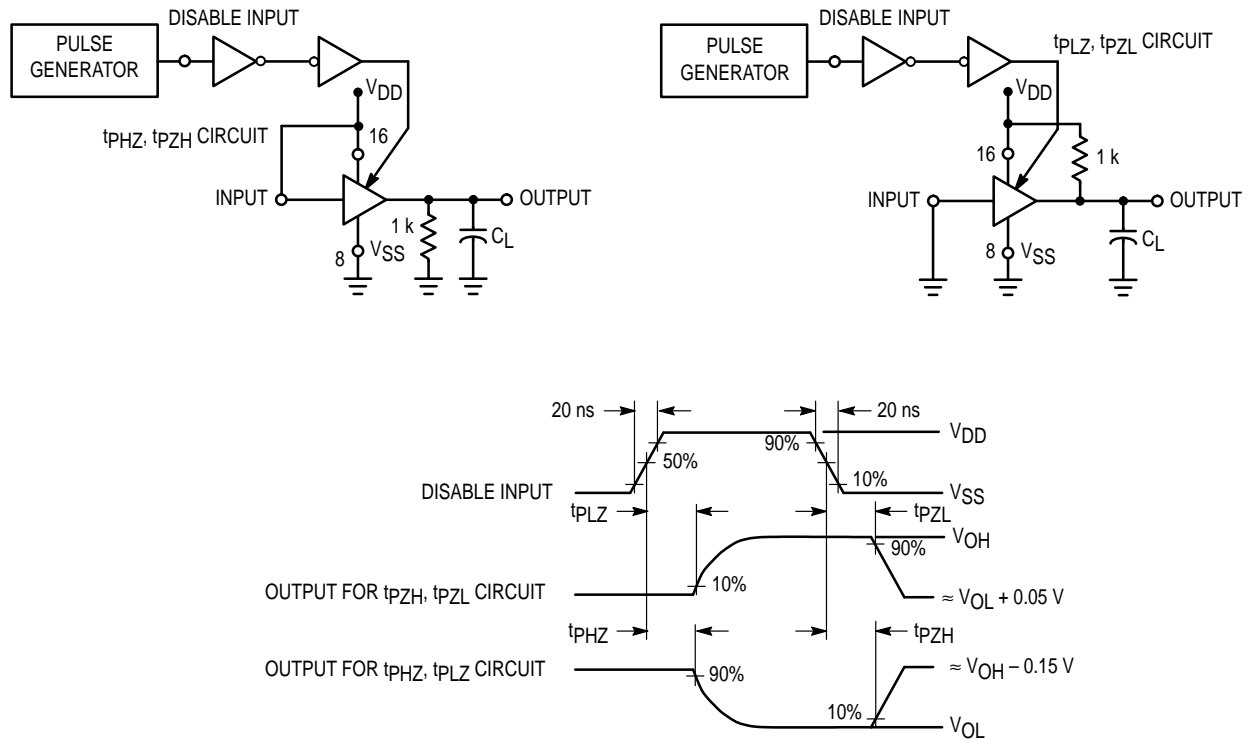 DISABLE INPUT
PULSE
GENERATOR
VDD
tPHZ, tPZH CIRCUIT
16
INPUT
OUTPUT
1 k
CL
8
VSS
DISABLE INPUT
PULSE
GENERATOR
tPLZ, tPZL CIRCUIT
VDD
16
1 k
INPUT
OUTPUT
CL
8
VSS
20 ns
20 ns
VDD
90%
50%
10%
DISABLE INPUT
VSS
tPLZ
tPZL
VOH
90%
10%
OUTPUT FOR tPZH, tPZL CIRCUIT
≈ VOL + 0.05 V
tPHZ
tPZH
OUTPUT FOR tPHZ, tPLZ CIRCUIT
90%
≈ VOH – 0.15 V
10%
VOL